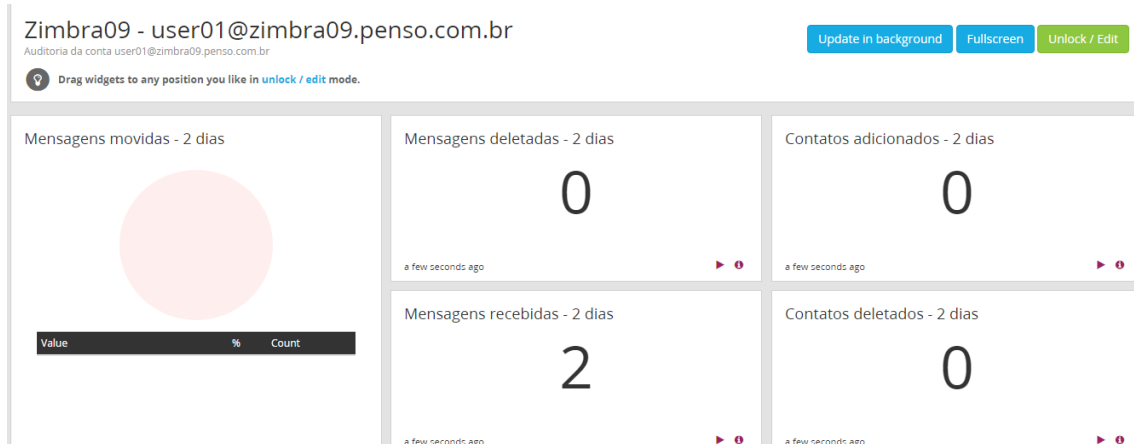 Zimbra09 - user01@zimbra09.penso.com.br
Auditoria da conta user01@zimbra09.penso.com.br
Update in background
Fullscreen
Unlock / Edit
Drag widgets to any position you like in unlock / edit mode.
Mensagens movidas - 2 dias
Value % Count
Mensagens deletadas - 2 dias
0
a few seconds ago
Contatos adicionados - 2 dias
0
a few seconds ago
Mensagens recebidas - 2 dias
2
a few seconds ago
Contatos deletados - 2 dias
0
a few seconds ago